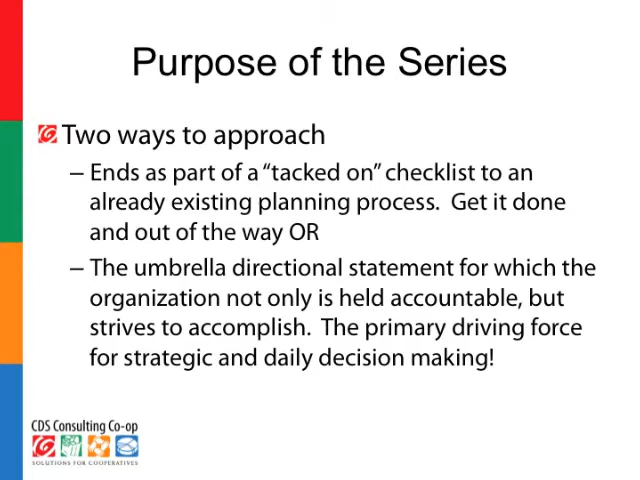 Purpose of the Series
Two ways to approach
– Ends as part of a “tacked on” checklist to an
already existing planning process.  Get it done
and out of the way OR
– The umbrella directional statement for which the
organization not only is held accountable, but
strives to accomplish.  The primary driving force
for strategic and daily decision making!
CDS Consulting Co-op
SOLUTIONS FOR COOPERATIVES